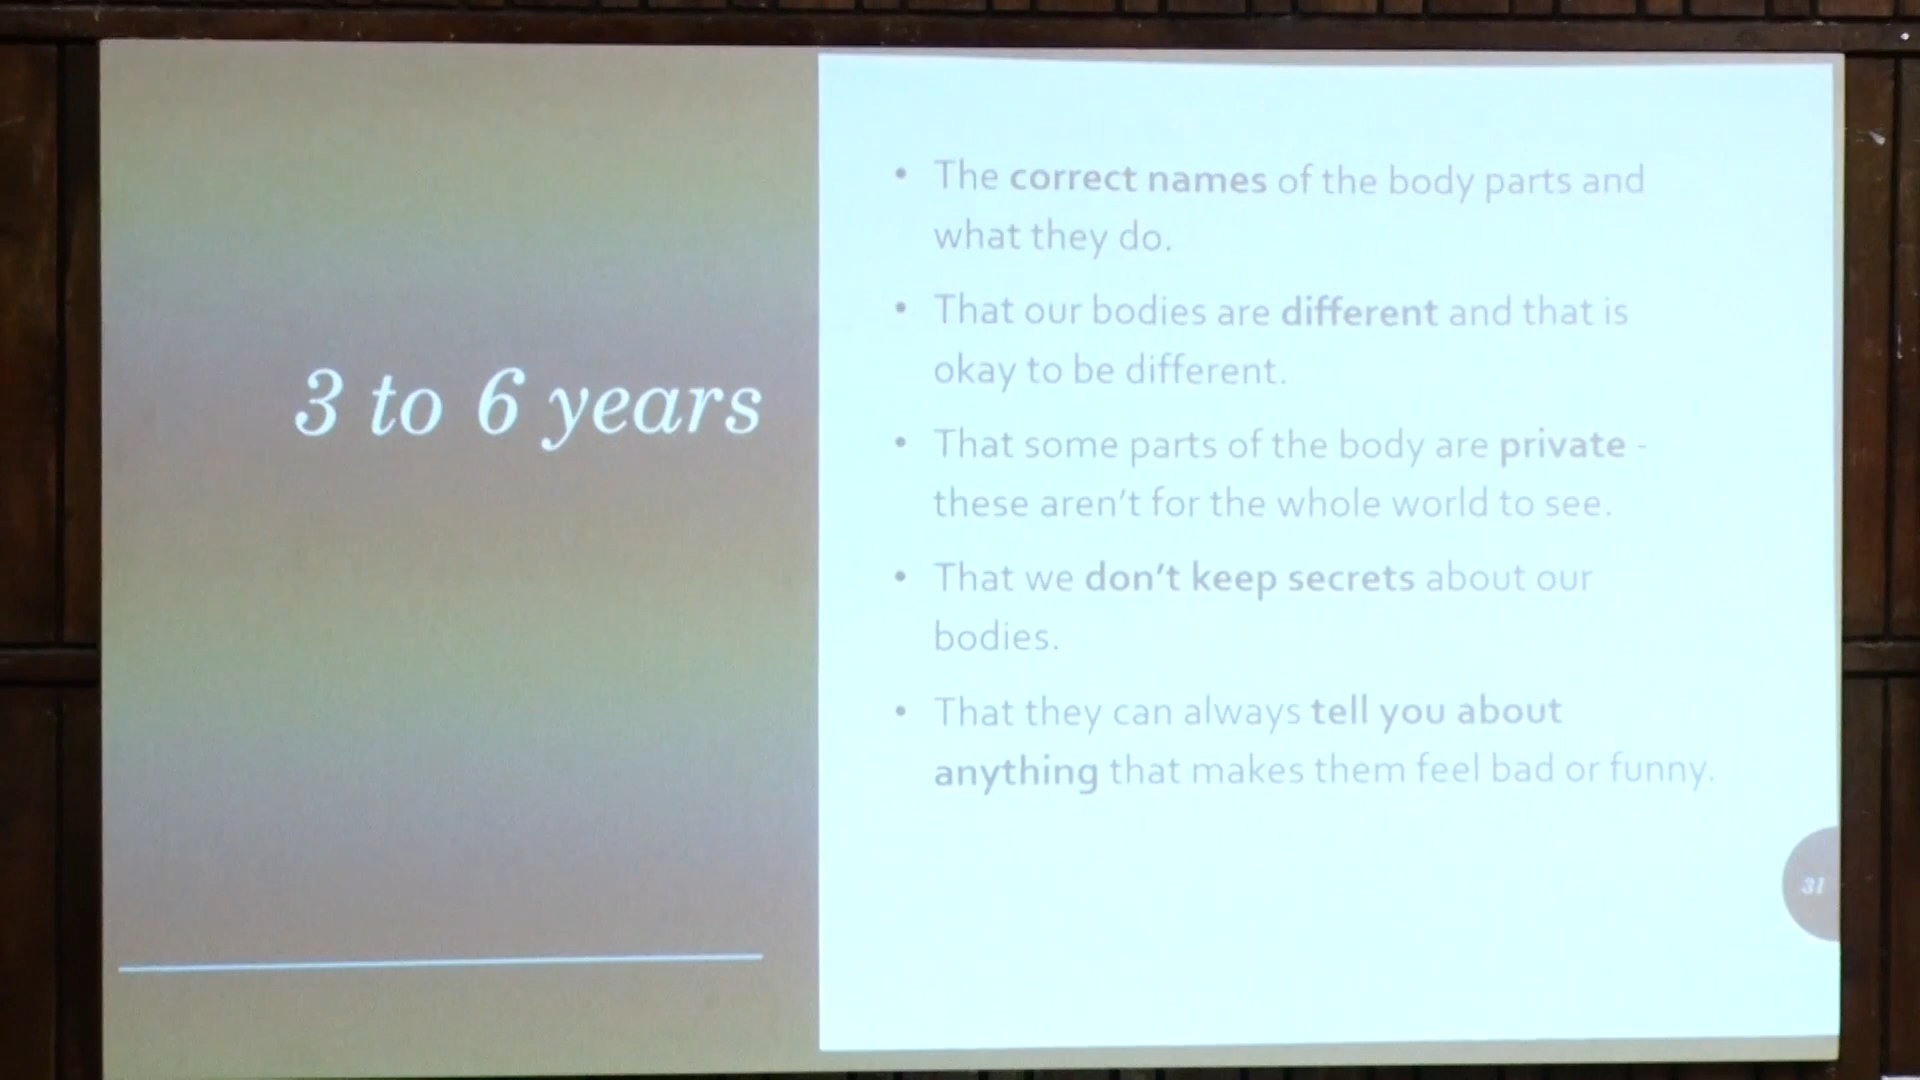 3 to 6 years
• The correct names of the body parts and
what they do.
• That our bodies are different and that is
okay to be different.
• That some parts of the body are private -
these aren't for the whole world to see.
• That we don't keep secrets about our
bodies.
• That they can always tell you about
anything that makes them feel bad or funny.
31